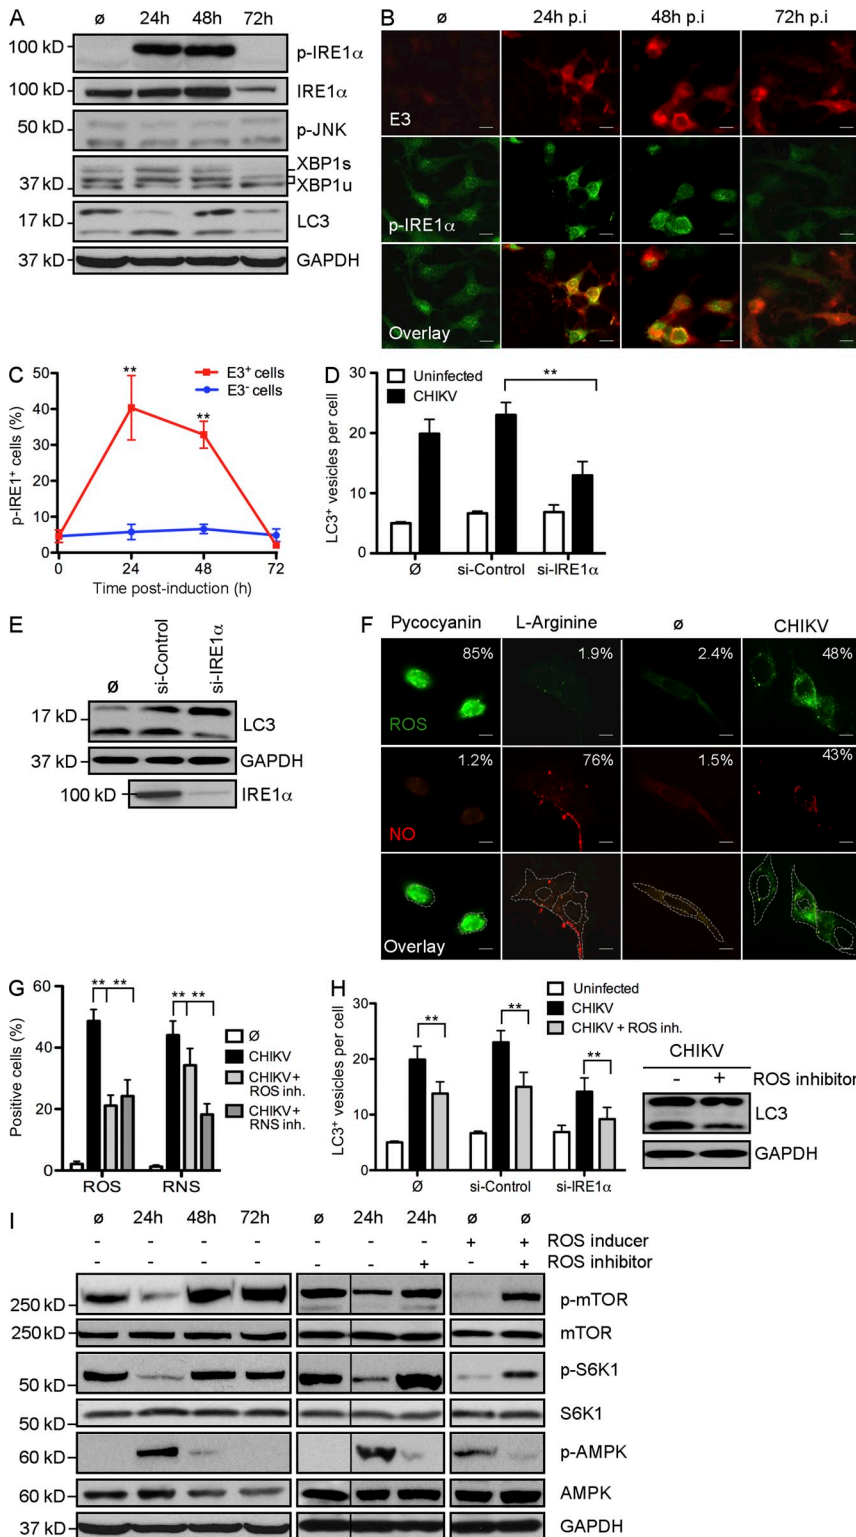 A
ø 24h 48h 72h
100 kD p-IRE1α
100 kD IRE1α
50 kD p-JNK
XBP1s
37 kD XBP1u
17 kD LC3
37 kD GAPDH
B
ø 24h p.i 48h p.i 72h p.i
E3
p-IRE1α
Overlay
C
E3+ cells
E3- cells
p-IRE1+ cells (%)
50
40
30
20
10
0
** **
0 24 48 72
Time post-induction (h)
D
Uninfected
CHIKV
**
LC3+ vesicles per cell
30
20
10
0
Ø si-Control si-IRE1α
E
Ø si-Control si-IRE1α
17 kD LC3
37 kD GAPDH
100 kD IRE1α
F
Pycocyanin L-Arginine ø CHIKV
85% 1.9% 2.4% 48%
ROS
1.2% 76% 1.5% 43%
NO
Overlay
G
** ** ** **
Positive cells (%)
60
40
20
0
ROS RNS
Ø
CHIKV
CHIKV+
ROS inh.
CHIKV+
RNS inh.
H
Uninfected
CHIKV
CHIKV + ROS inh.
** ** **
LC3+ vesicles per cell
30
20
10
0
Ø si-Control si-IRE1α
CHIKV
- + ROS inhibitor
LC3
GAPDH
I
ø 24h 48h 72h ø 24h 24h ø ø
- - - - - - - + + ROS inducer
- - - - - - + - + ROS inhibitor
250 kD p-mTOR
250 kD mTOR
50 kD p-S6K1
50 kD S6K1
60 kD p-AMPK
60 kD AMPK
37 kD GAPDH